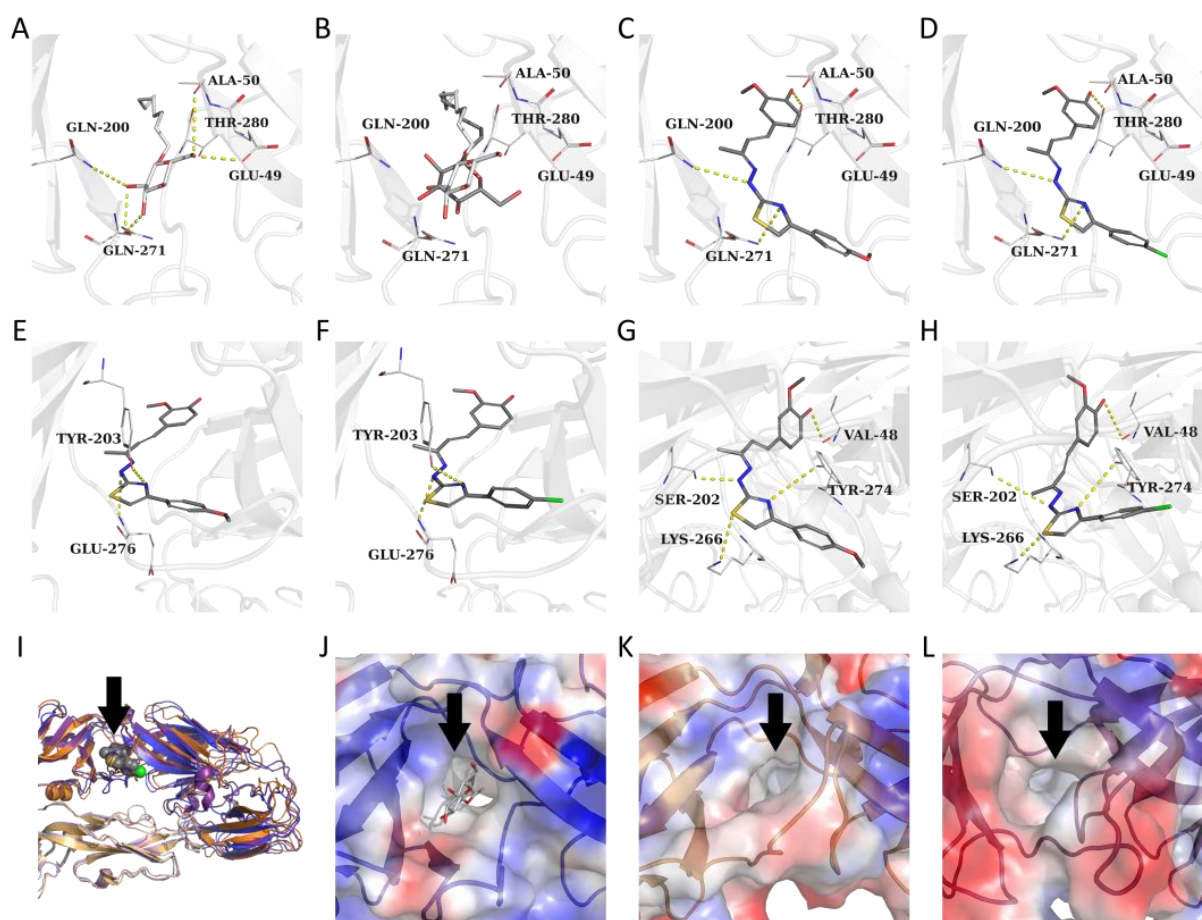 A
ALA-50
GLN-200
THR-280
GLU-49
GLN-271
B
ALA-50
GLN-200
THR-280
GLU-49
GLN-271
C
ALA-50
GLN-200
THR-280
GLU-49
GLN-271
D
ALA-50
GLN-200
THR-280
GLU-49
GLN-271
E
TYR-203
GLU-276
F
TYR-203
GLU-276
G
VAL-48
SER-202
TYR-274
LYS-266
H
VAL-48
SER-202
TYR-274
LYS-266
I
J
K
L